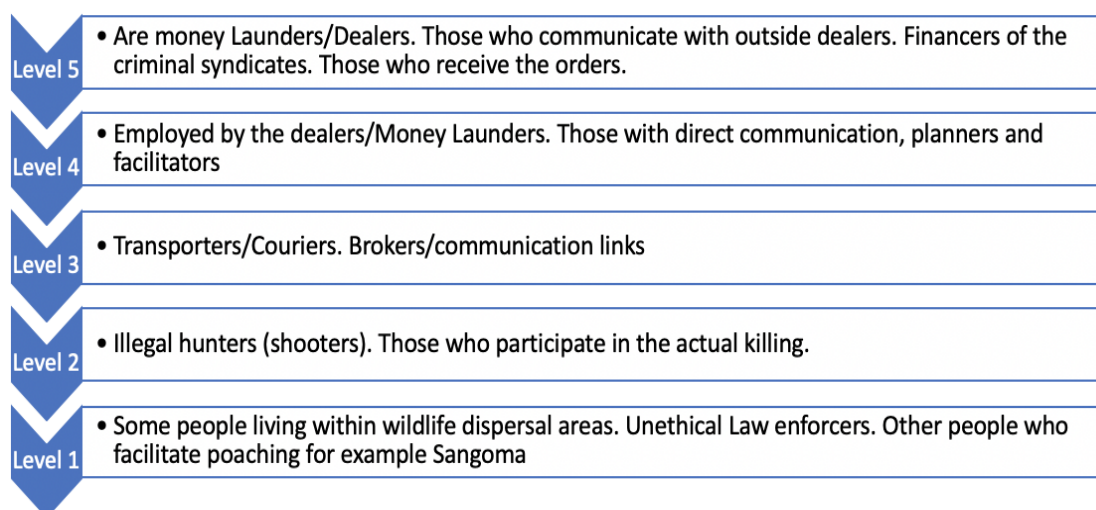 Level 5
• Are money Launders/Dealers. Those who communicate with outside dealers. Financers of the
criminal syndicates. Those who receive the orders.
Level 4
• Employed by the dealers/Money Launders. Those with direct communication, planners and
facilitators
Level 3
• Transporters/Couriers. Brokers/communication links
Level 2
• Illegal hunters (shooters). Those who participate in the actual killing.
Level 1
• Some people living within wildlife dispersal areas. Unethical Law enforcers. Other people who
facilitate poaching for example Sangoma